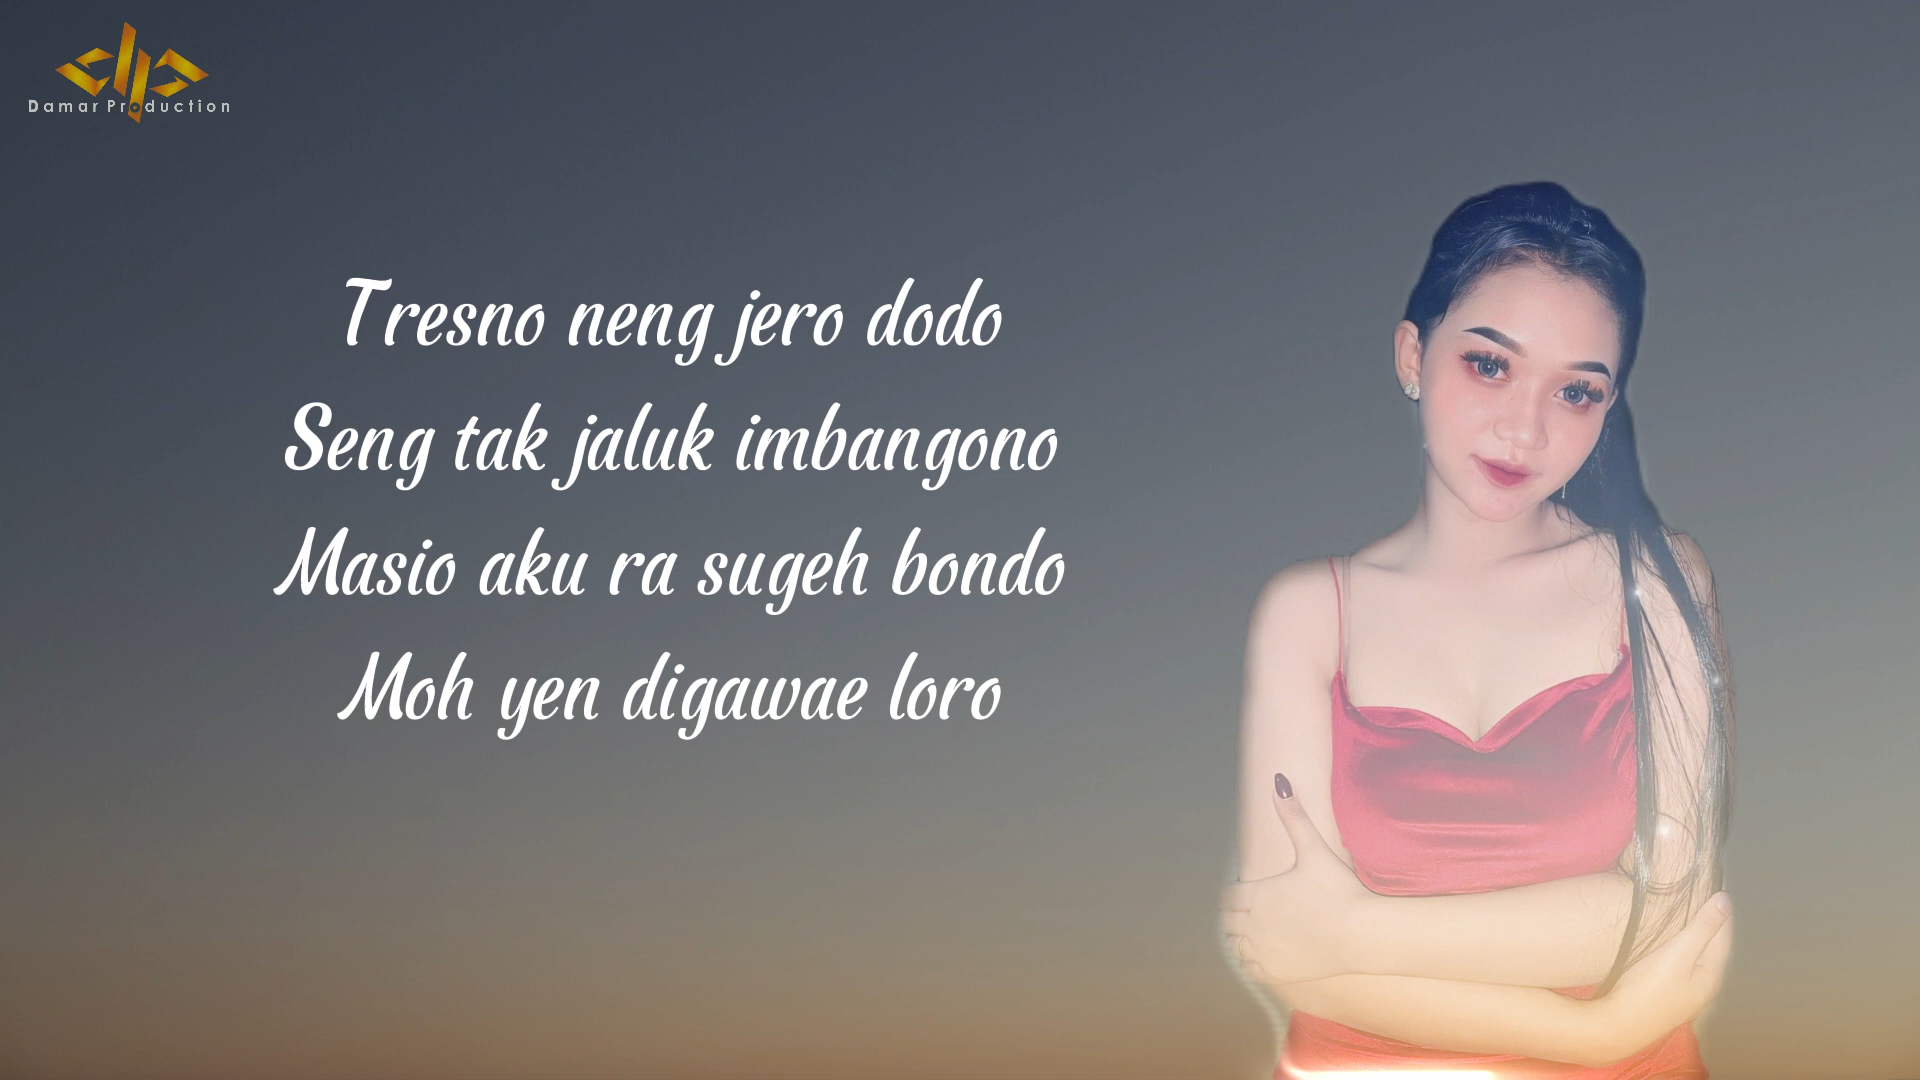 Damar Production
Tresno neng jero dodo
Seng tak jaluk imbangono
Masio aku ra sugeh bondo
Moh yen digawae loro